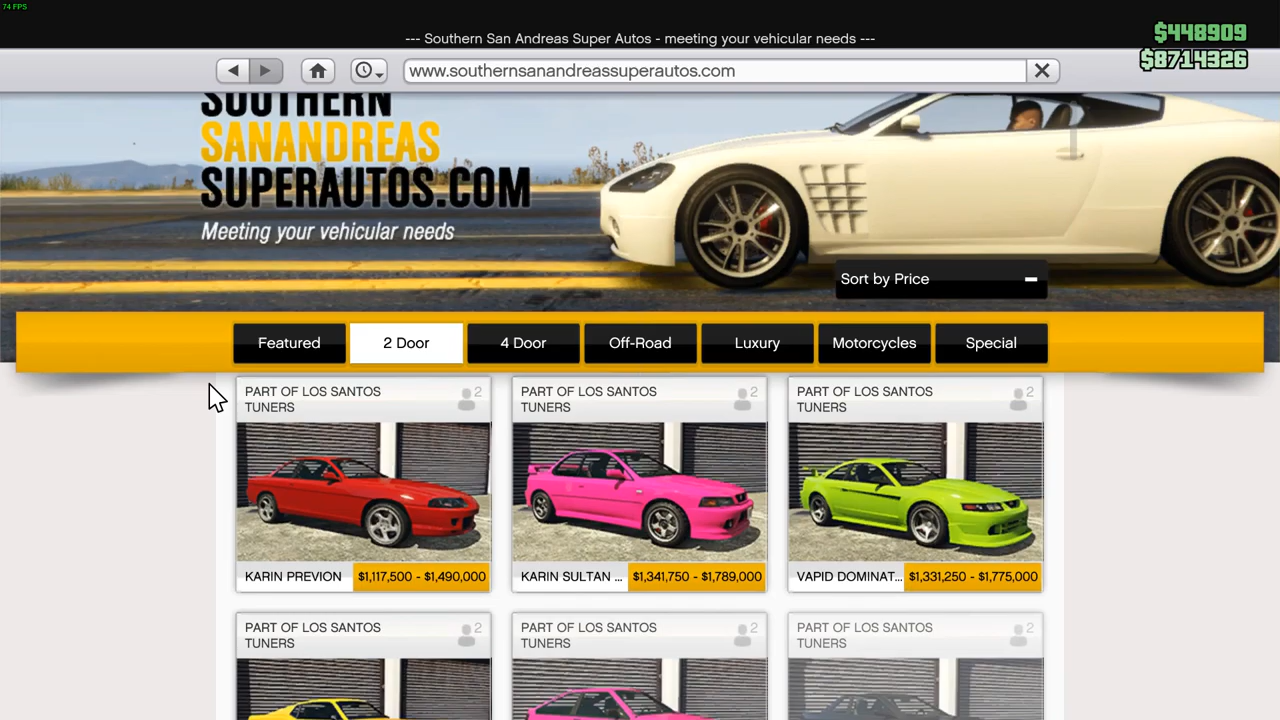 74 FPS
--- Southern San Andreas Super Autos - meeting your vehicular needs ---
$448909
$8714326
www.southernsanandreassuperautos.com
SOUTHERN
SANANDREAS
SUPERAUTOS.COM
Meeting your vehicular needs
Sort by Price
Featured
2 Door
4 Door
Off-Road
Luxury
Motorcycles
Special
PART OF LOS SANTOS
TUNERS
2
KARIN PREVION
$1,117,500 - $1,490,000
PART OF LOS SANTOS
TUNERS
2
KARIN SULTAN ...
$1,341,750 - $1,789,000
PART OF LOS SANTOS
TUNERS
2
VAPID DOMINAT...
$1,331,250 - $1,775,000
PART OF LOS SANTOS
TUNERS
2
PART OF LOS SANTOS
TUNERS
2
PART OF LOS SANTOS
TUNERS
2